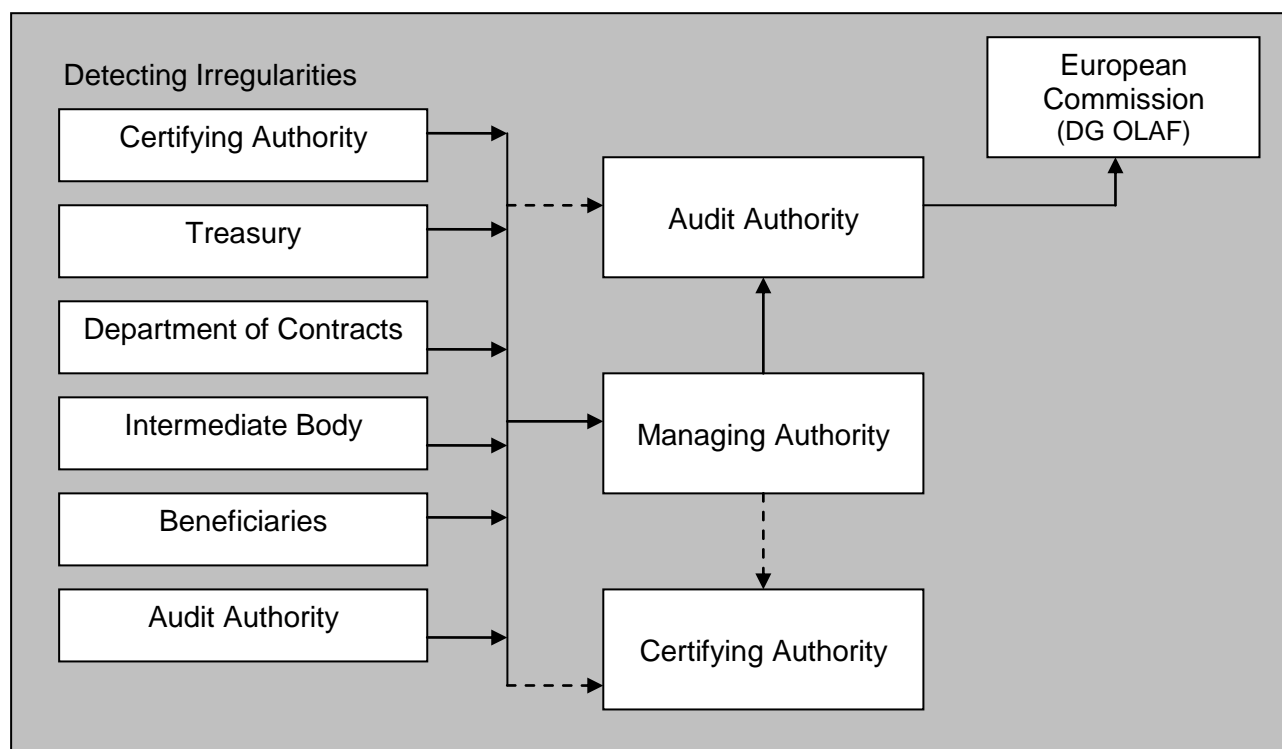 Detecting Irregularities
Certifying Authority
Treasury
Department of Contracts
Intermediate Body
Beneficiaries
Audit Authority
Audit Authority
Managing Authority
Certifying Authority
European
Commission
(DG OLAF)